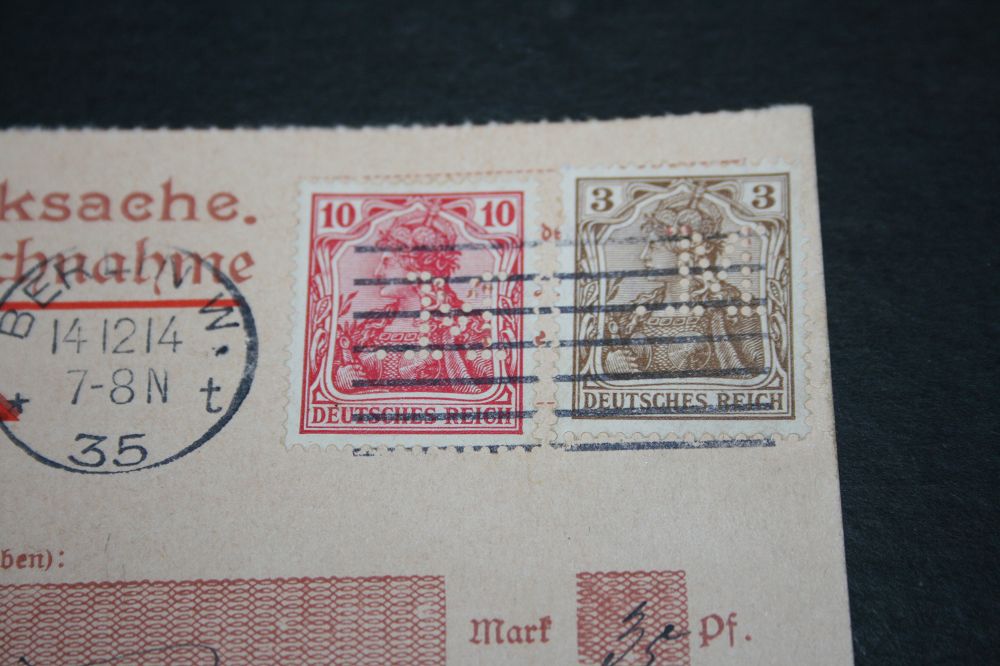 ksache.
chnahme
BERLIN W.
14 12 14
7-8 N
* t
35
10 10
DEUTSCHES REICH
3 3
DEUTSCHES REICH
ben):
Mark Pf.